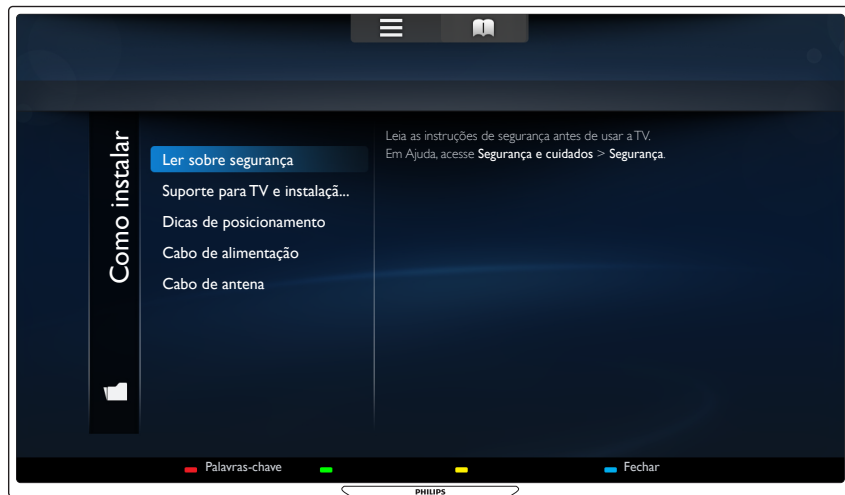 Como instalar
Ler sobre segurança
Suporte para TV e instalaçã...
Dicas de posicionamento
Cabo de alimentação
Cabo de antena
Leia as instruções de segurança antes de usar a TV.
Em Ajuda, acesse Segurança e cuidados > Segurança.
Palavras-chave
Fechar
PHILIPS